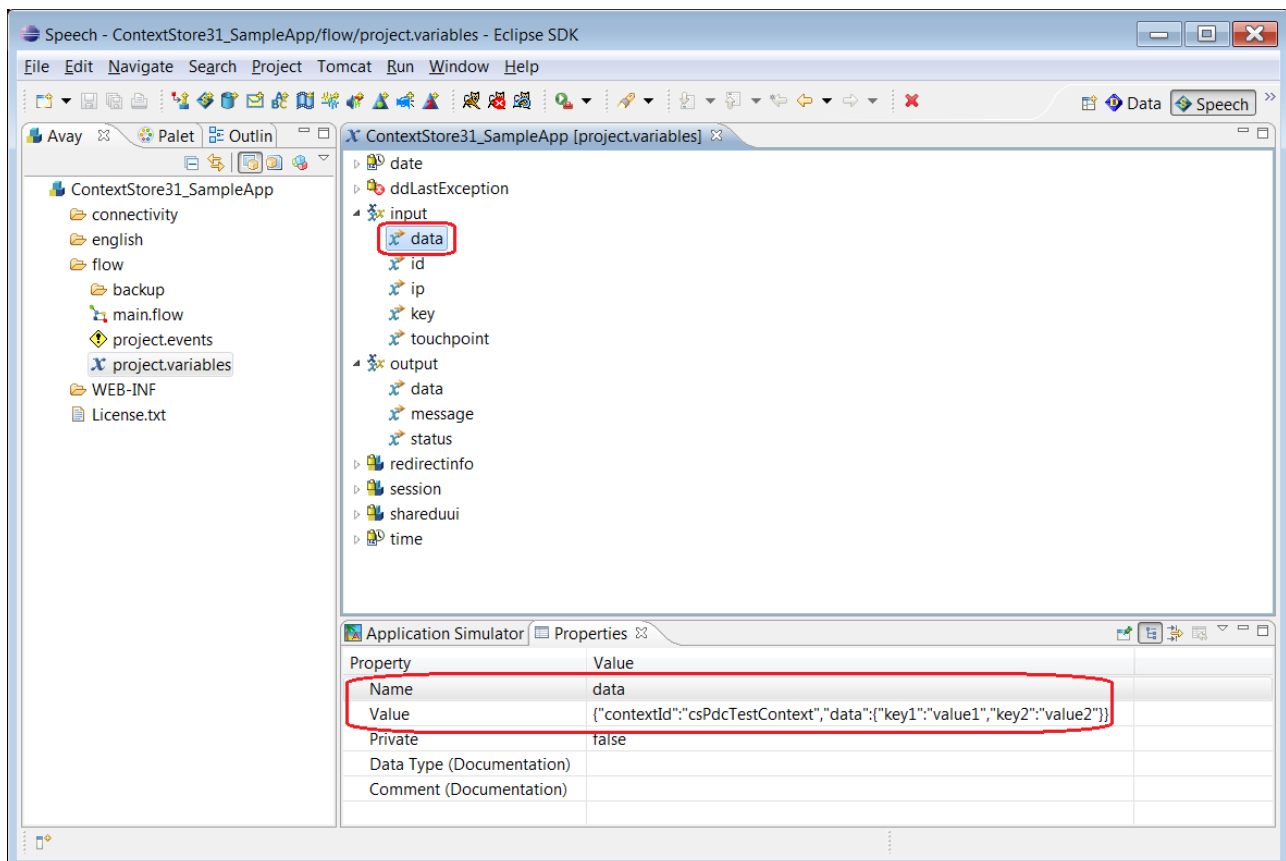 Speech - ContextStore31_SampleApp/flow/project.variables - Eclipse SDK
File Edit Navigate Search Project Tomcat Run Window Help
Data Speech
Avay Palet Outlin
ContextStore31_SampleApp
connectivity
english
flow
backup
main.flow
project.events
project.variables
WEB-INF
License.txt
ContextStore31_SampleApp [project.variables]
date
ddLastException
input
data
id
ip
key
touchpoint
output
data
message
status
redirectinfo
session
shareduui
time
Application Simulator Properties
Property Value
Name data
Value {"contextId":"csPdcTestContext","data":{"key1":"value1","key2":"value2"}}
Private false
Data Type (Documentation)
Comment (Documentation)